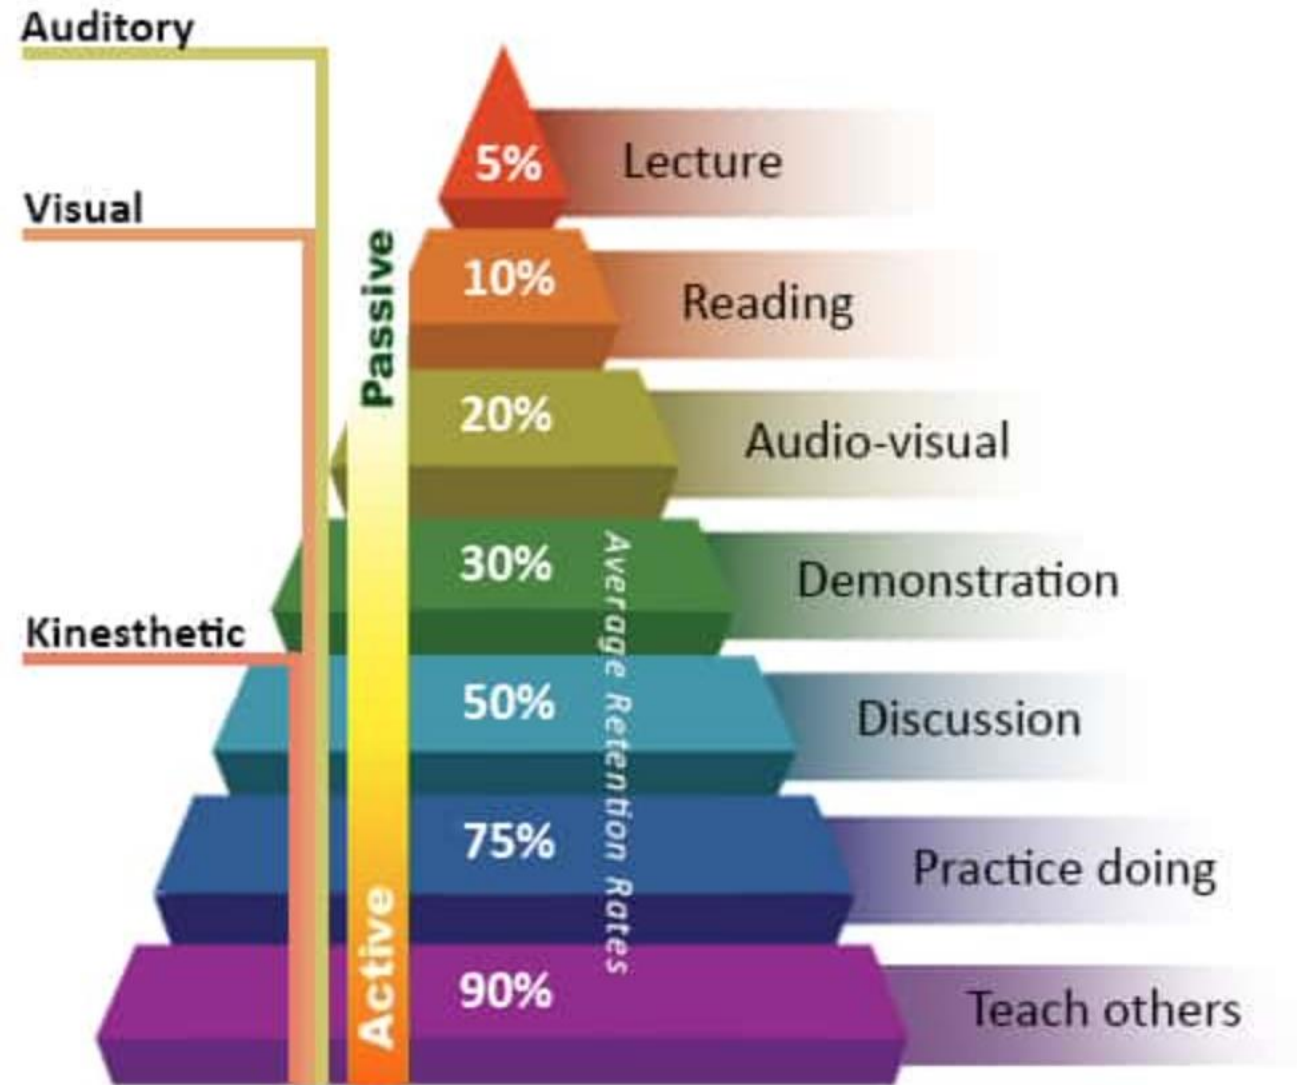 Auditory
5%
Lecture
Visual
Passive
10%
Reading
20%
Audio-visual
30%
Demonstration
Average Retention Rates
Kinesthetic
50%
Discussion
75%
Practice doing
Active
90%
Teach others